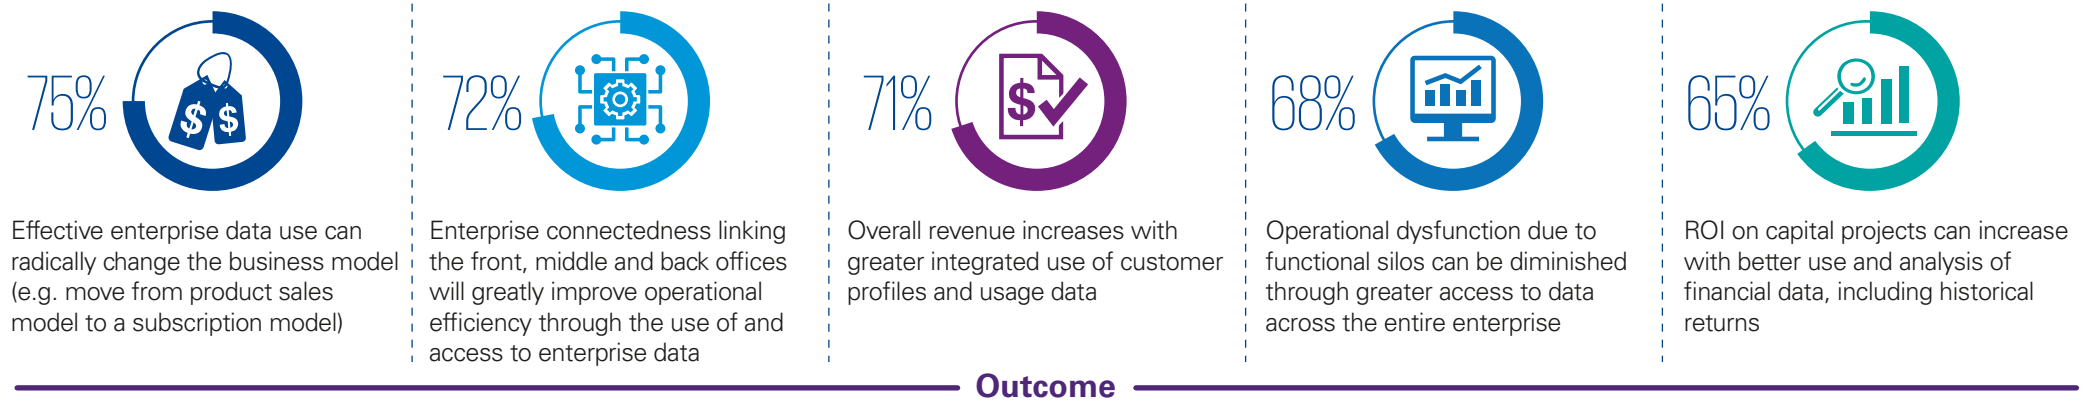 75%
Effective enterprise data use can
radically change the business model
(e.g. move from product sales
model to a subscription model)
72%
Enterprise connectedness linking
the front, middle and back offices
will greatly improve operational
efficiency through the use of and
access to enterprise data
71%
$
Overall revenue increases with
greater integrated use of customer
profiles and usage data
68%
Operational dysfunction due to
functional silos can be diminished
through greater access to data
across the entire enterprise
65%
ROI on capital projects can increase
with better use and analysis of
financial data, including historical
returns
$ $
Outcome